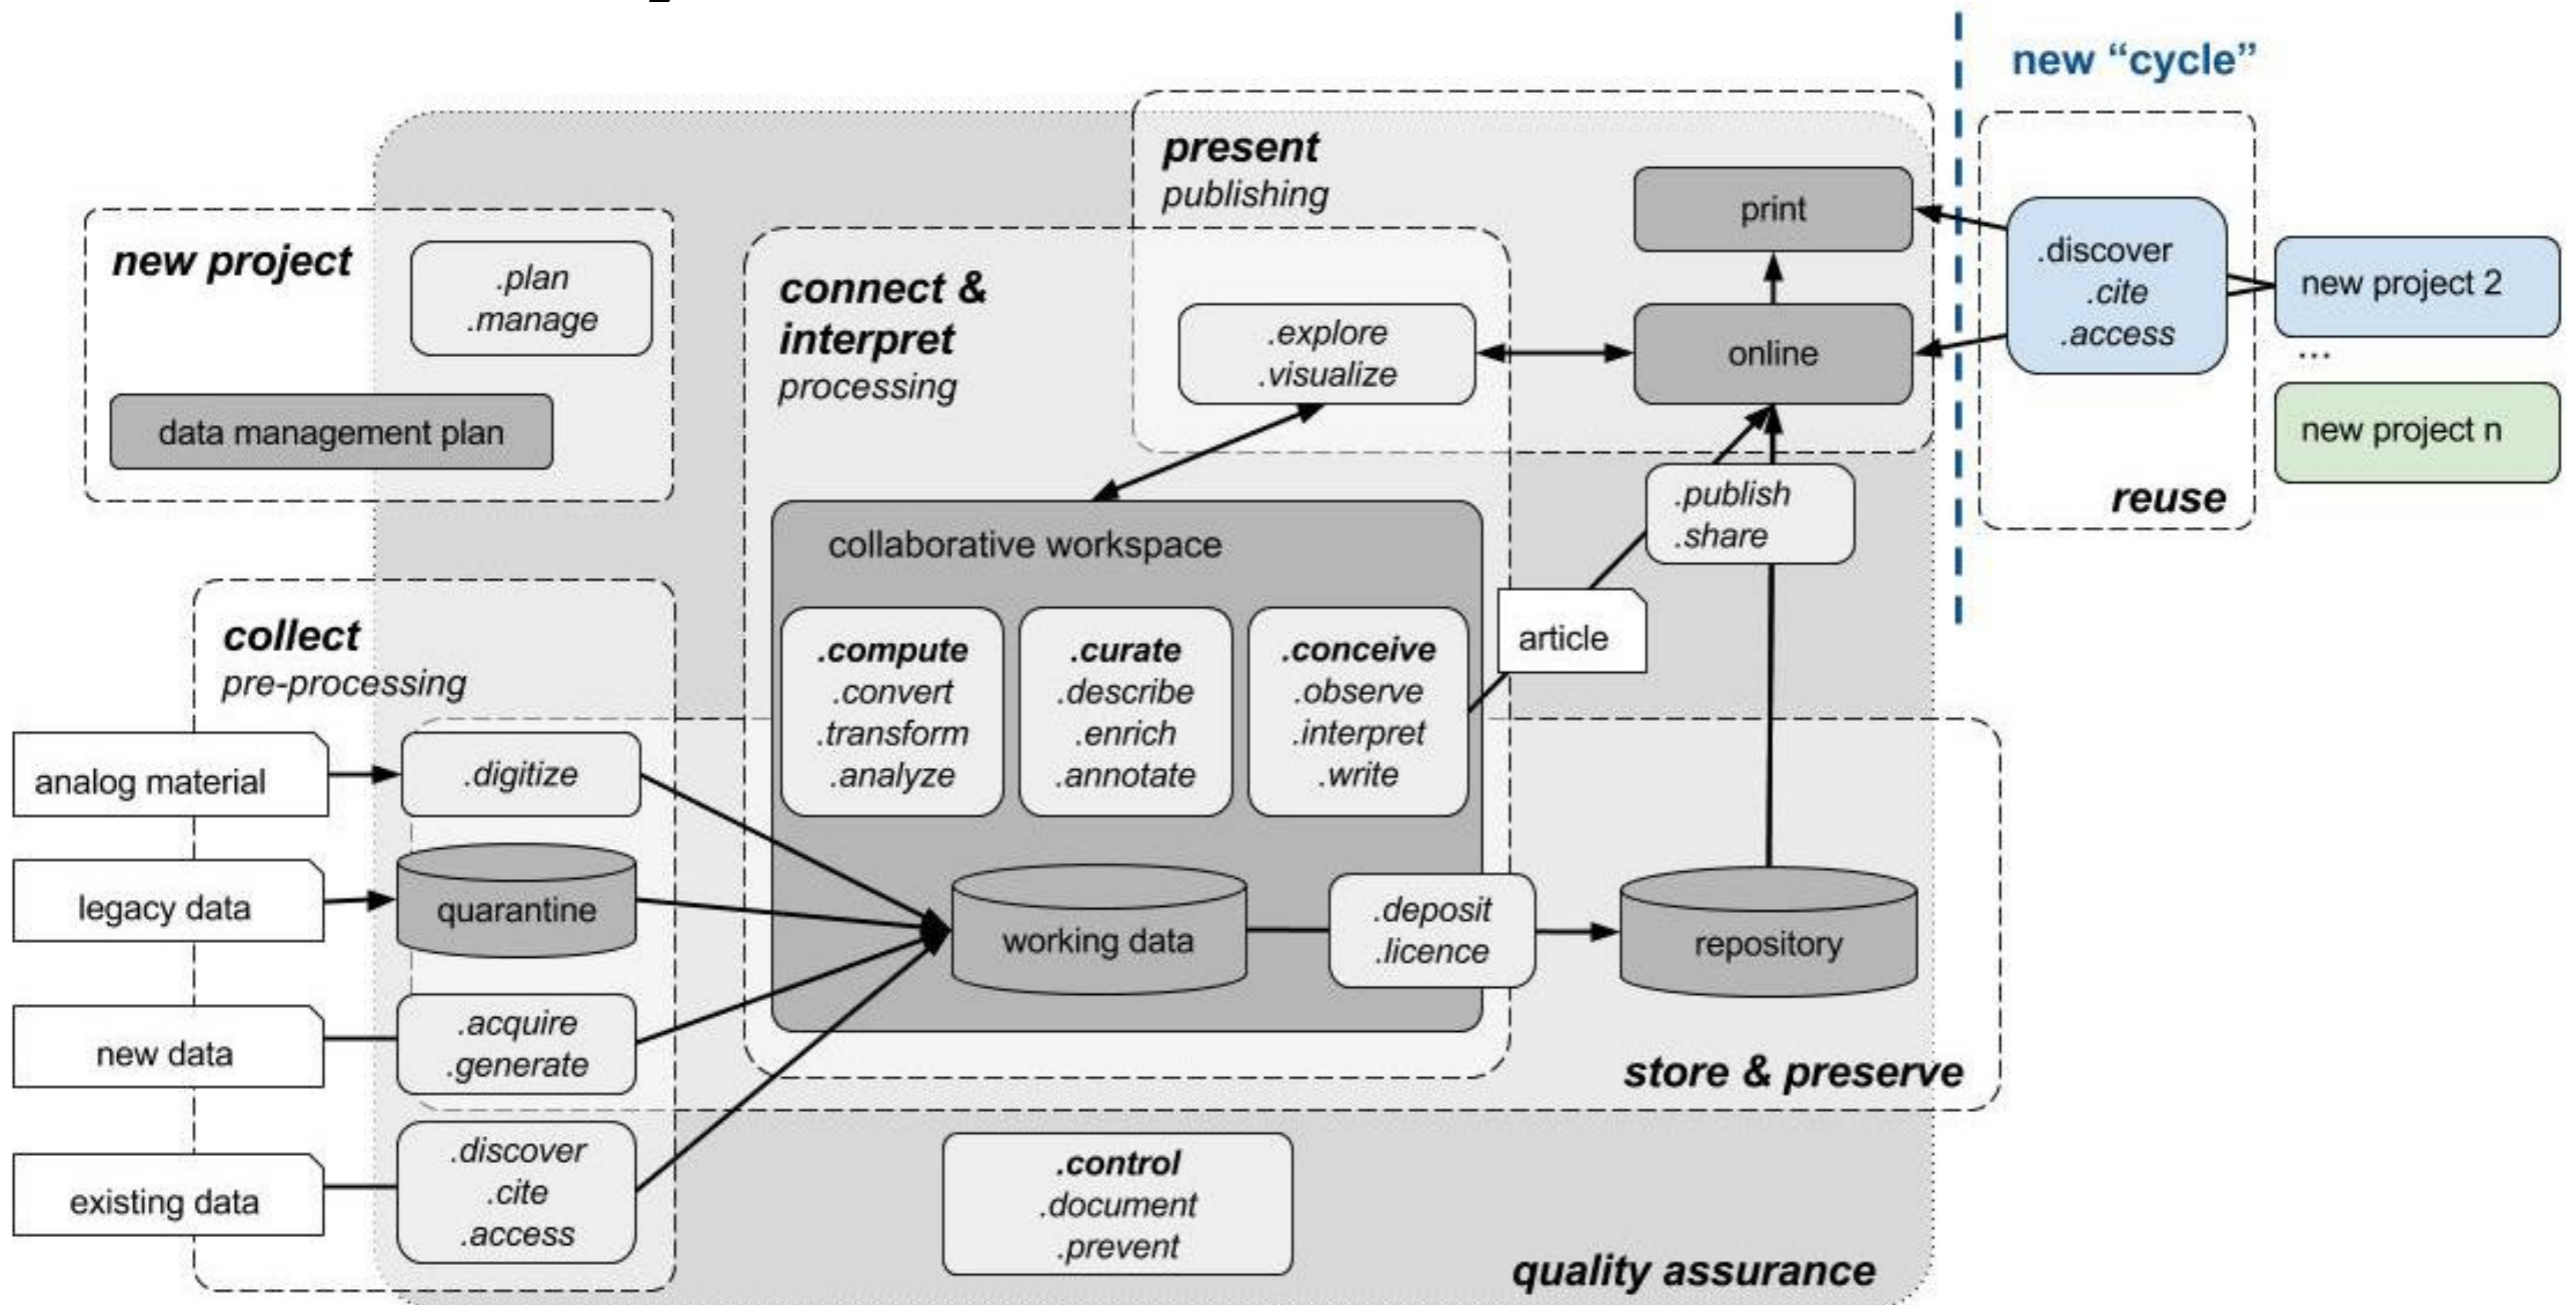 new “cycle”
present
publishing
print
new project
.plan
.manage
data management plan
connect &
interpret
processing
.explore
.visualize
online
.discover
.cite
.access
new project 2
...
new project n
reuse
.publish
.share
collaborative workspace
article
.compute
.convert
.transform
.analyze
.curate
.describe
.enrich
.annotate
.conceive
.observe
.interpret
.write
collect
pre-processing
analog material
.digitize
legacy data
quarantine
working data
.deposit
.licence
repository
new data
.acquire
.generate
store & preserve
existing data
.discover
.cite
.access
.control
.document
.prevent
quality assurance